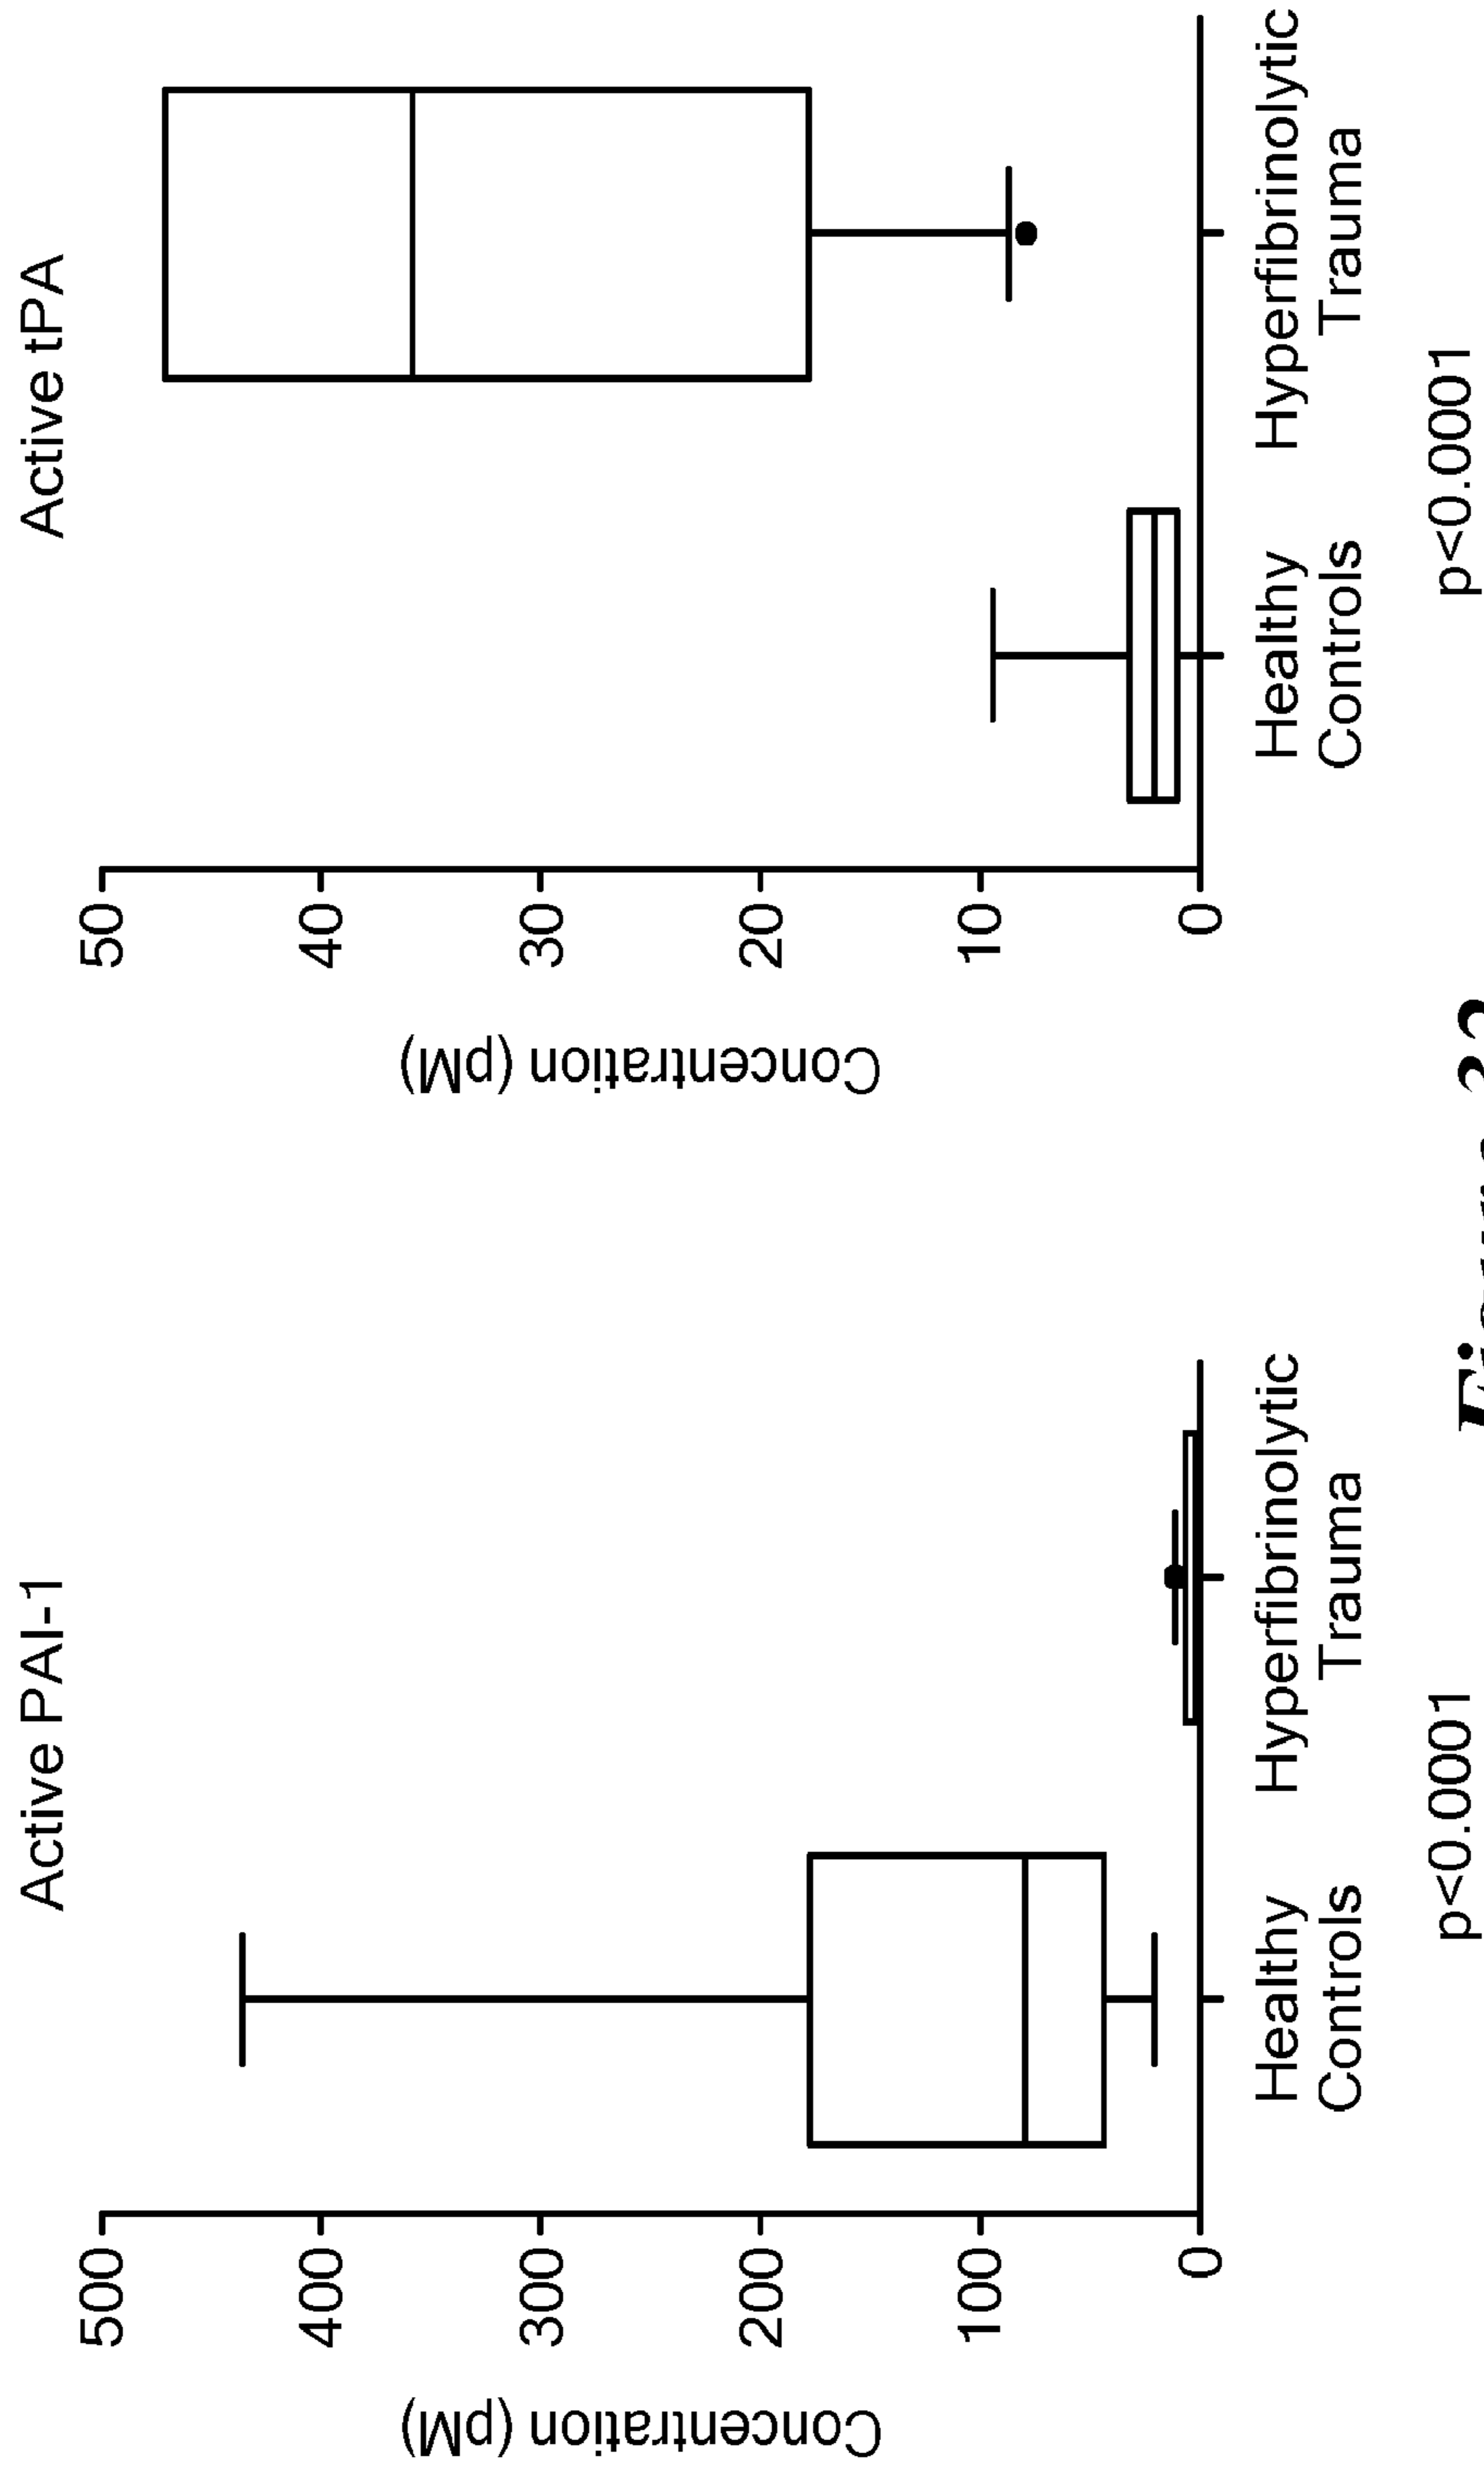 Active PAI-1
Concentration (pM)
500
400
300
200
100
0
Healthy
Controls
Hyperfibrinolytic
Trauma
p<0.0001
Active tPA
Concentration (pM)
50
40
30
20
10
0
Healthy
Controls
Hyperfibrinolytic
Trauma
p<0.0001
Figure